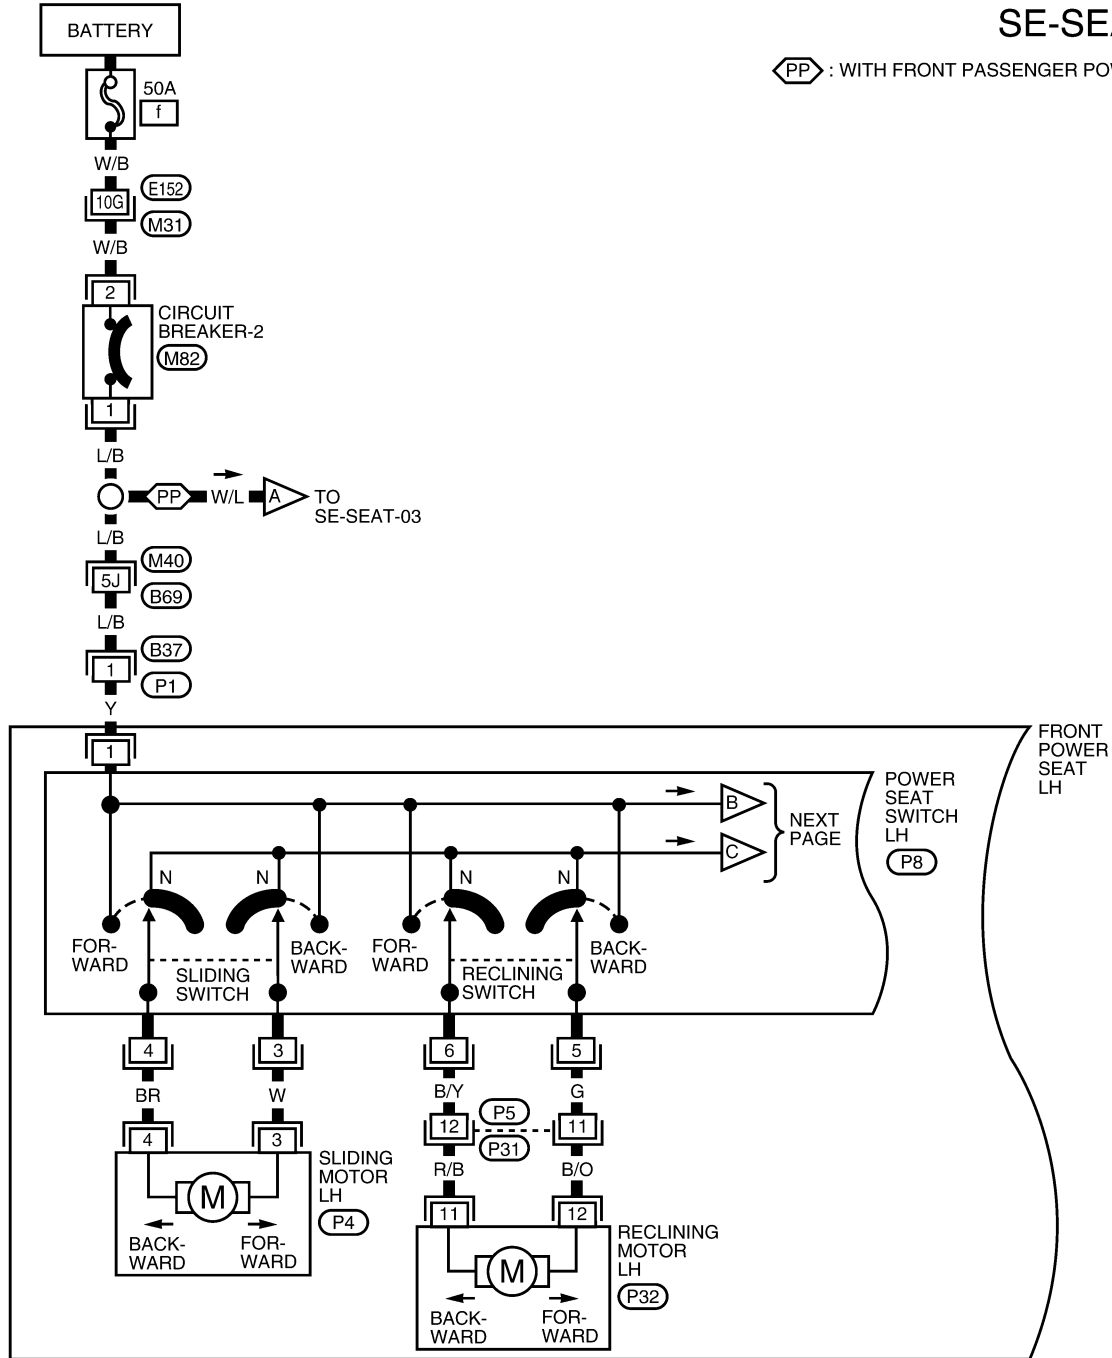 SE-SEA
PP : WITH FRONT PASSENGER POW
BATTERY
50A
f
W/B
10G
E152
M31
W/B
2
CIRCUIT
BREAKER-2
M82
1
L/B
PP
W/L
A
TO
SE-SEAT-03
L/B
5J
M40
B69
L/B
1
B37
P1
Y
1
FRONT
POWER
SEAT
LH
POWER
SEAT
SWITCH
LH
P8
B
C
NEXT
PAGE
N
N
N
N
FOR-
WARD
SLIDING
SWITCH
BACK-
WARD
FOR-
WARD
RECLINING
SWITCH
BACK-
WARD
4
3
6
5
BR
W
B/Y
G
12
P5
P31
11
4
3
R/B
B/O
SLIDING
MOTOR
LH
P4
M
BACK-
WARD
FOR-
WARD
11
12
RECLINING
MOTOR
LH
P32
M
BACK-
WARD
FOR-
WARD